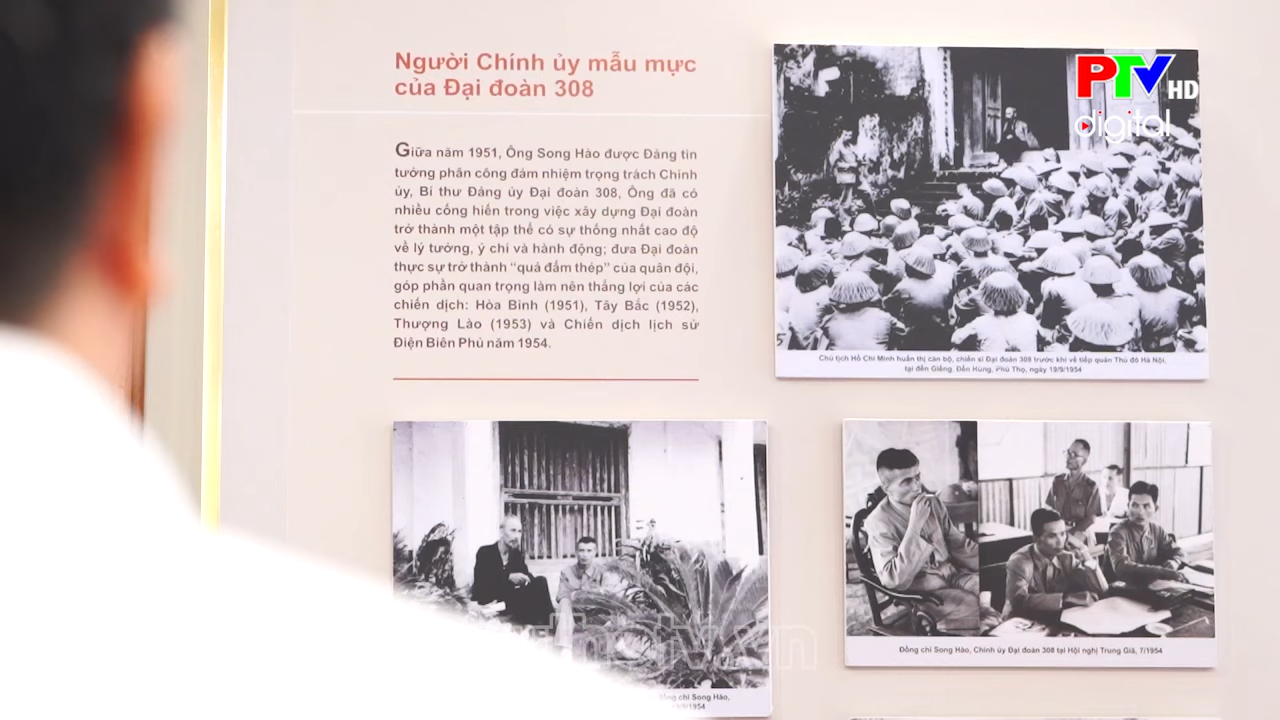 Người Chính ủy mẫu mực
của Đại đoàn 308
Giữa năm 1951, Ông Song Hào được Đảng tin
tưởng phân công đảm nhiệm trọng trách Chính
ủy, Bí thư Đảng ủy Đại đoàn 308, Ông đã có
nhiều cống hiến trong việc xây dựng Đại đoàn
trở thành một tập thể có sự thống nhất cao độ
về lý tưởng, ý chí và hành động; đưa Đại đoàn
thực sự trở thành “quả đấm thép” của quân đội,
góp phần quan trọng làm nên thắng lợi của các
chiến dịch: Hòa Bình (1951), Tây Bắc (1952),
Thượng Lào (1953) và Chiến dịch lịch sử
Điện Biên Phủ năm 1954.
PTV HD
digital
Chủ tịch Hồ Chí Minh huấn thị cán bộ, chiến sĩ Đại đoàn 308 trước khi về tiếp quản Thủ đô Hà Nội,
tại đền Giếng, Đền Hùng, Phú Thọ, ngày 19/9/1954
chí Song Hào,
/9/1954
Đồng chí Song Hào, Chính ủy Đại đoàn 308 tại Hội nghị Trung Giã, 7/1954